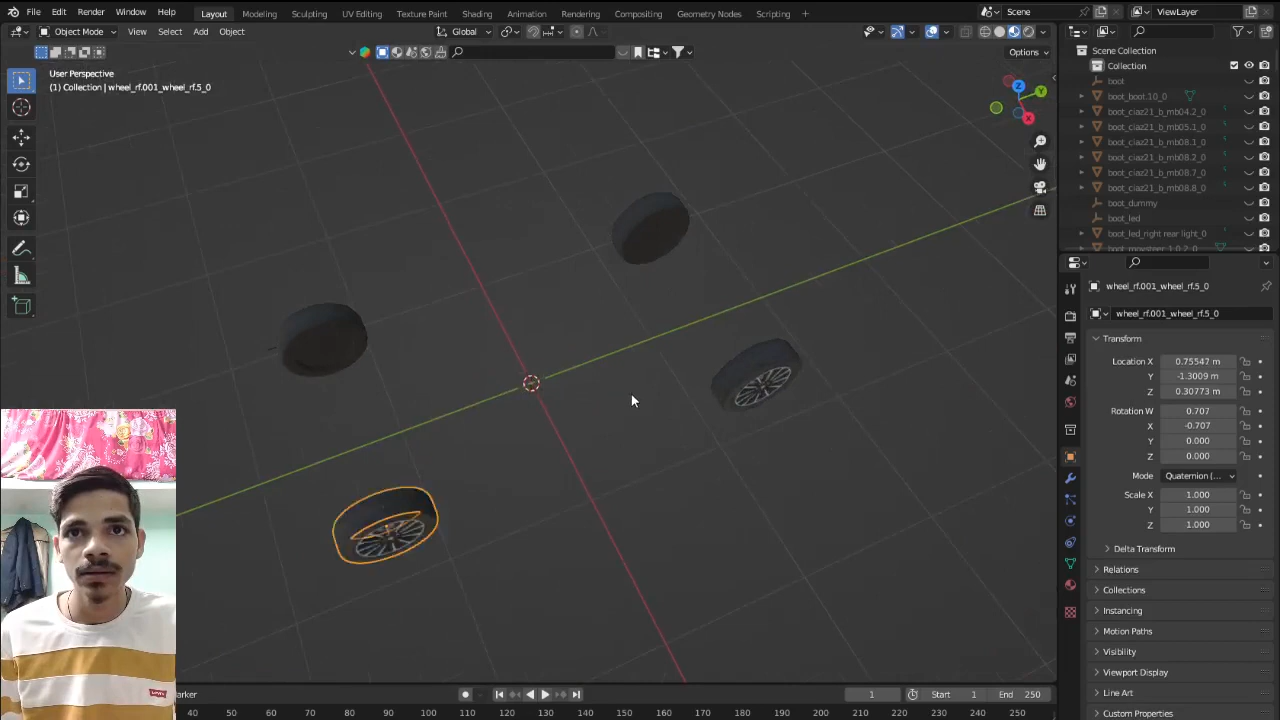 File Edit Render Window Help Layout Modeling Sculpting UV Editing Texture Paint Shading Animation Rendering Compositing Geometry Nodes Scripting + Scene ViewLayer
Object Mode View Select Add Object Global
Options
User Perspective
(1) Collection | wheel_rf.001_wheel_rf.5_0
Z
Y
X
Scene Collection
Collection
boot
boot_boot.10_0
boot_ciaz21_b_mb04.2_0
boot_ciaz21_b_mb05.1_0
boot_ciaz21_b_mb08.1_0
boot_ciaz21_b_mb08.2_0
boot_ciaz21_b_mb08.7_0
boot_ciaz21_b_mb08.8_0
boot_dummy
boot_led
boot_led_right rear light_0
wheel_rf.001_wheel_rf.5_0
wheel_rf.001_wheel_rf.5_0
Transform
Location X 0.75547 m
Y -1.3009 m
Z 0.30773 m
Rotation W 0.707
X -0.707
Y 0.000
Z 0.000
Mode Quaternion (...
Scale X 1.000
Y 1.000
Z 1.000
Delta Transform
Relations
Collections
Instancing
Motion Paths
Visibility
Viewport Display
Line Art
Custom Properties
Marker
1 Start 1 End 250
40 50 60 70 80 90 100 110 120 130 140 150 160 170 180 190 200 210 220 230 240 250